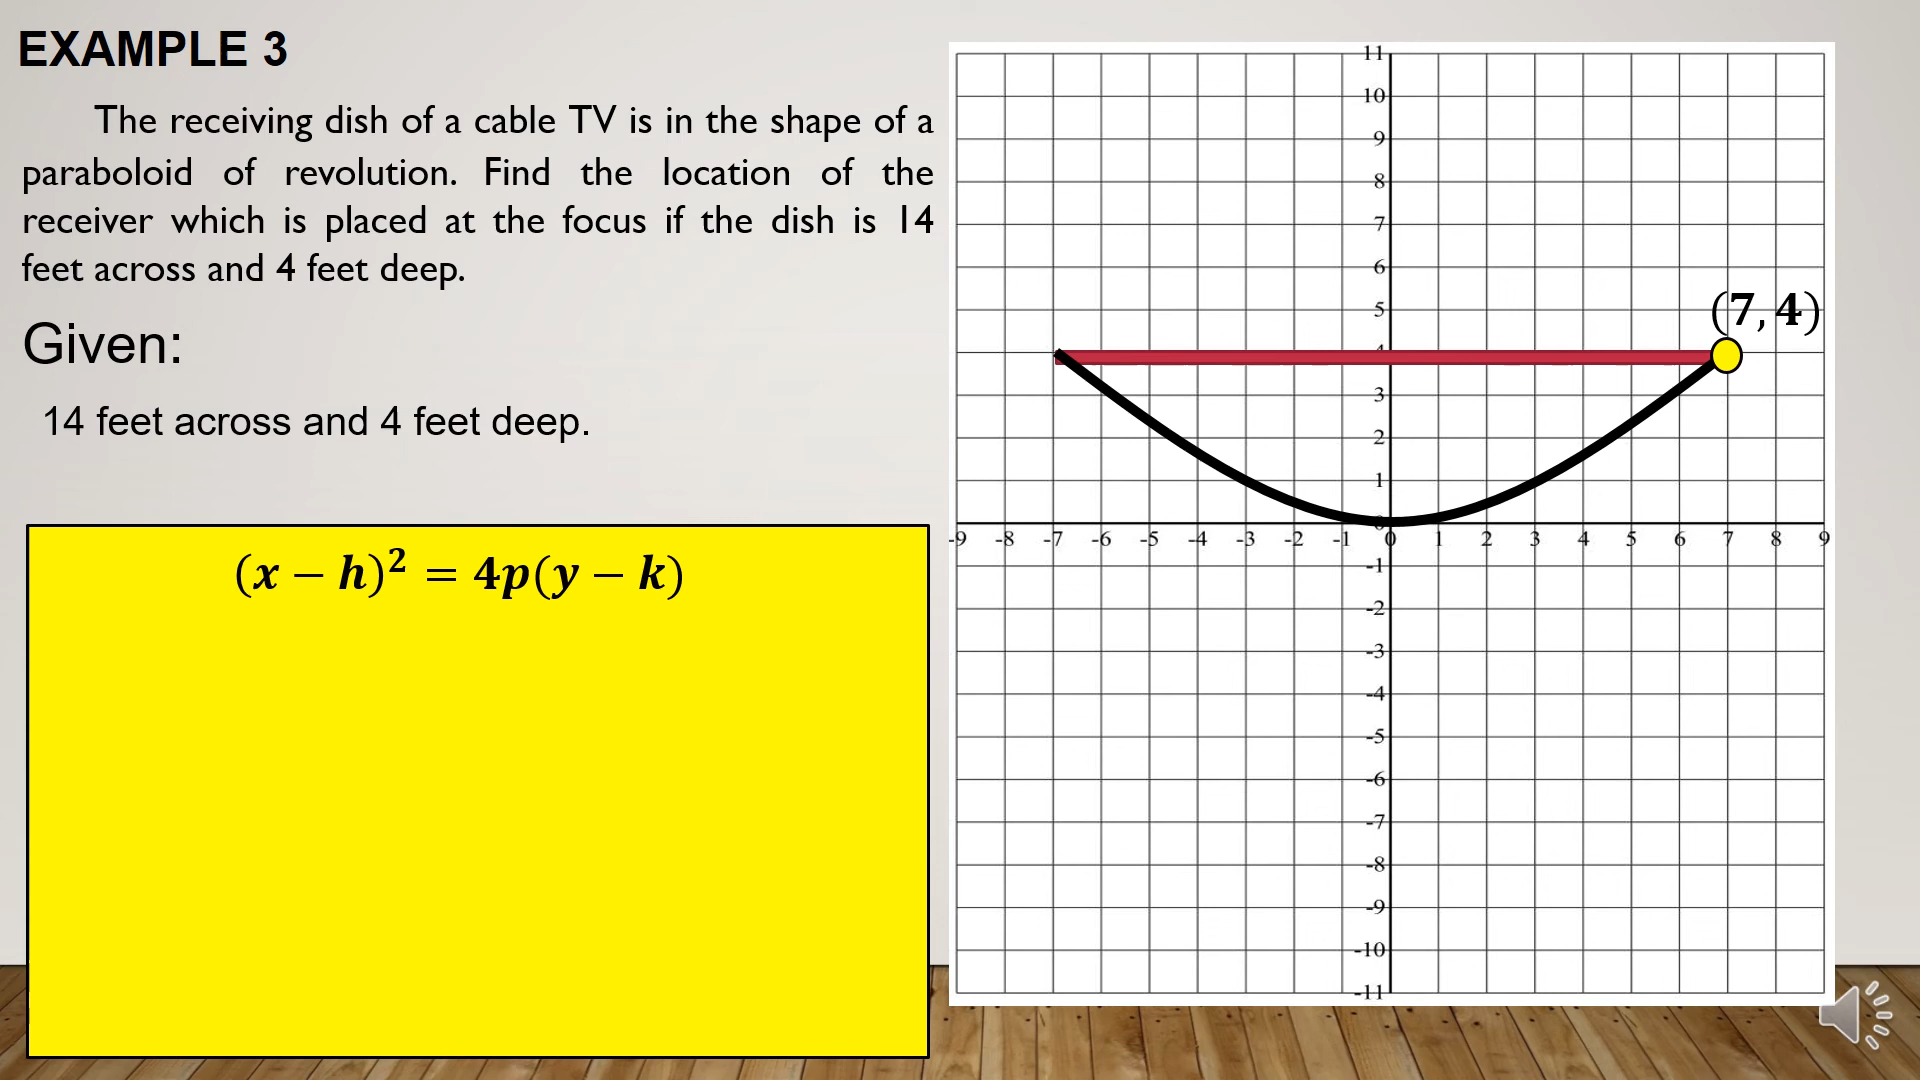 EXAMPLE 3
The receiving dish of a cable TV is in the shape of a
paraboloid of revolution. Find the location of the
receiver which is placed at the focus if the dish is 14
feet across and 4 feet deep.
Given:
14 feet across and 4 feet deep.
(x − h)² = 4p(y − k)
11
10
9
8
7
6
5
(7, 4)
4
3
2
1
0
-9 -8 -7 -6 -5 -4 -3 -2 -1 0 1 2 3 4 5 6 7 8 9
-1
-2
-3
-4
-5
-6
-7
-8
-9
-10
-11